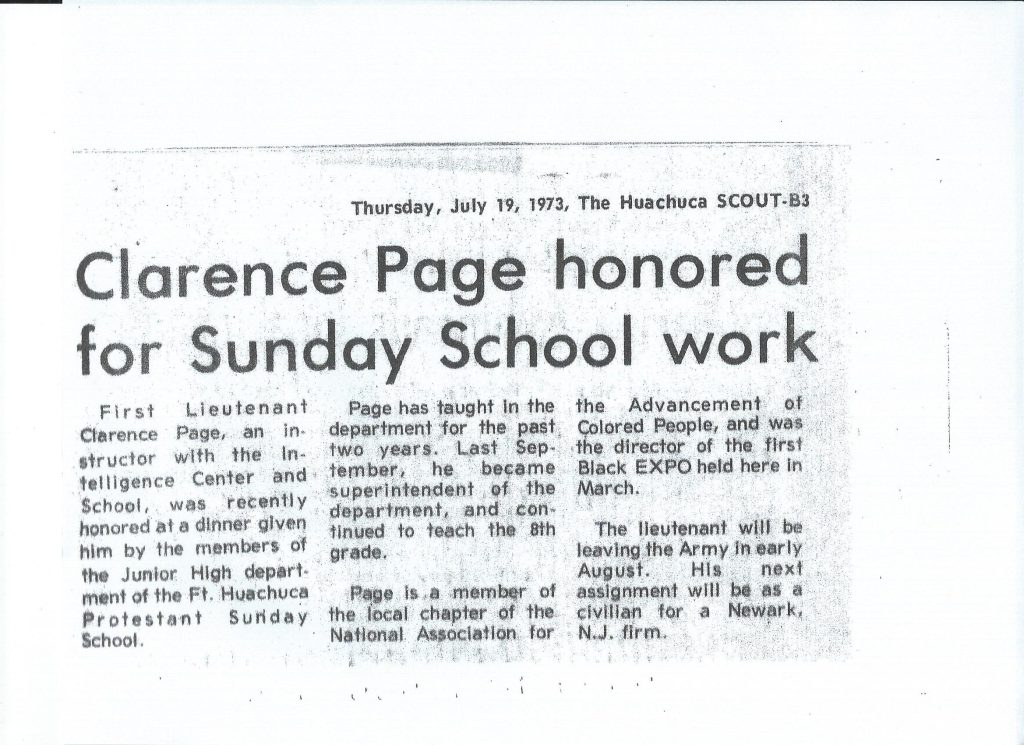 Thursday, July 19, 1973, The Huachuca SCOUT-B3
Clarence Page honored
for Sunday School work
First Lieutenant
Clarence Page, an in-
structor with the In-
telligence Center and
School, was recently
honored at a dinner given
him by the members of
the Junior High depart-
ment of the Ft. Huachuca
Protestant Sunday
School.
Page has taught in the
department for the past
two years. Last Sep-
tember, he became
superintendent of the
department, and con-
tinued to teach the 8th
grade.
Page is a member of
the local chapter of the
National Association for
the Advancement of
Colored People, and was
the director of the first
Black EXPO held here in
March.
The lieutenant will be
leaving the Army in early
August. His next
assignment will be as a
civilian for a Newark,
N.J. firm.